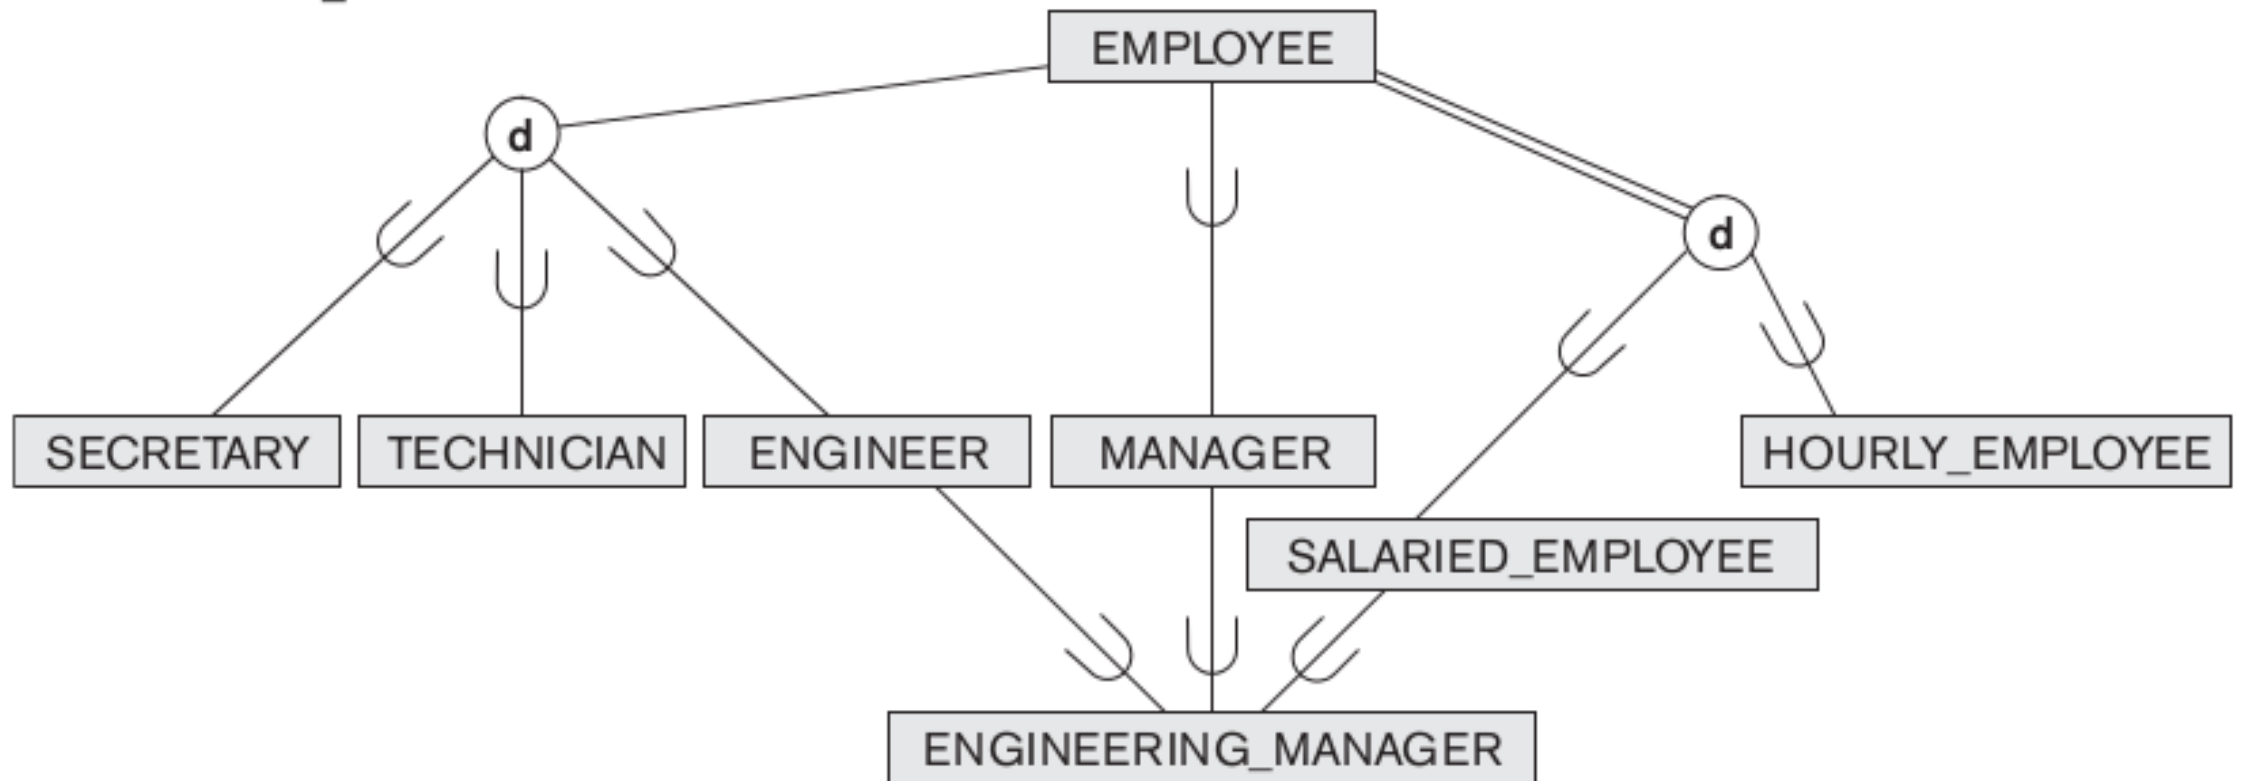 EMPLOYEE
d
d
SECRETARY
TECHNICIAN
ENGINEER
MANAGER
HOURLY_EMPLOYEE
SALARIED_EMPLOYEE
ENGINEERING_MANAGER